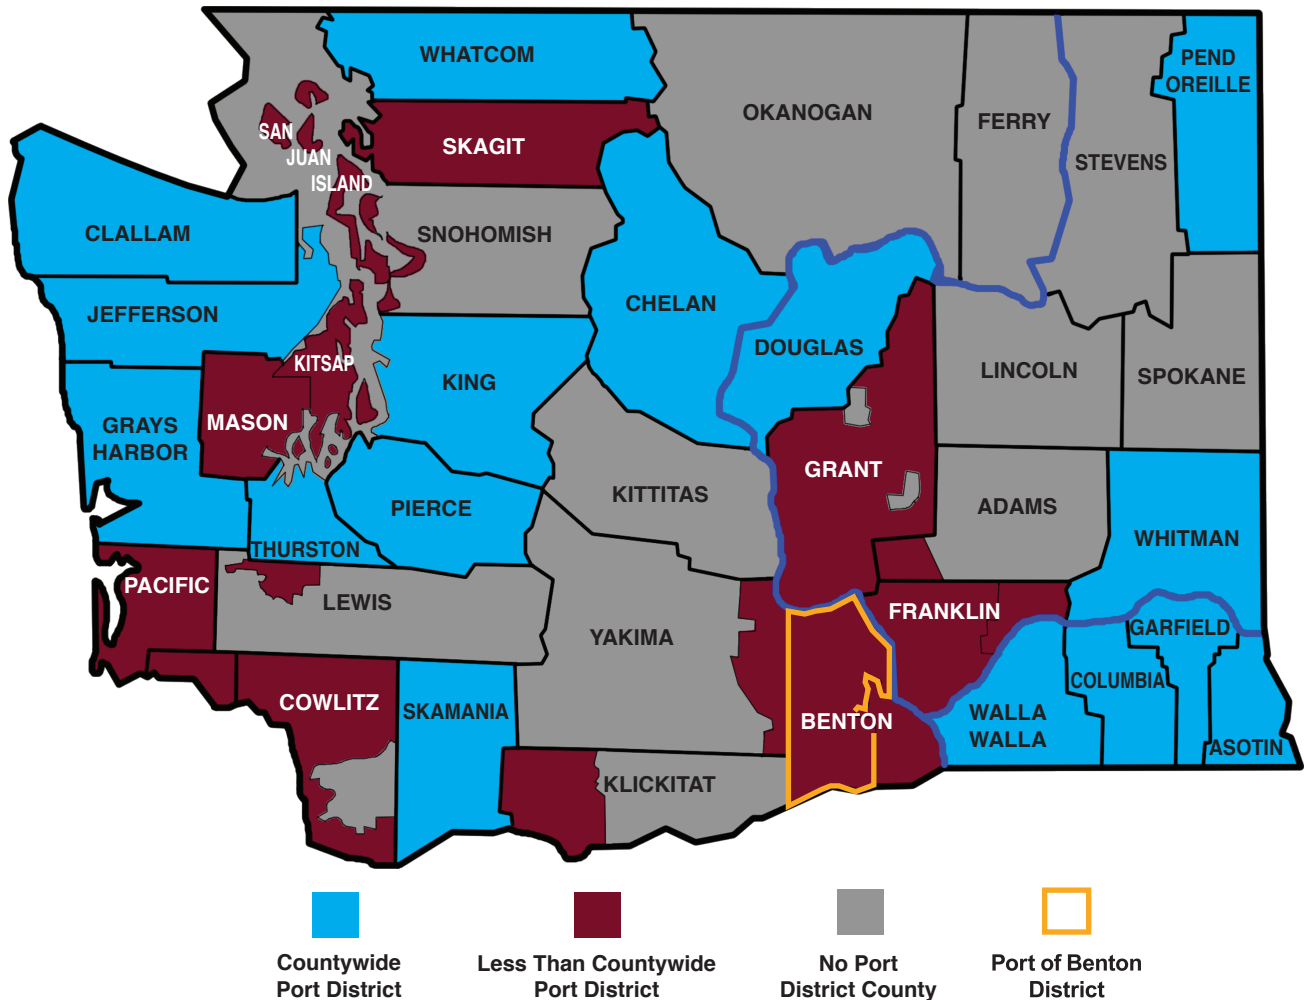 WHATCOM
PEND
OREILLE
OKANOGAN
FERRY
STEVENS
SAN
JUAN
ISLAND
SKAGIT
CLALLAM
SNOHOMISH
JEFFERSON
CHELAN
DOUGLAS
KITSAP
KING
LINCOLN
SPOKANE
GRAYS
HARBOR
MASON
GRANT
KITTITAS
PIERCE
ADAMS
WHITMAN
THURSTON
PACIFIC
LEWIS
YAKIMA
FRANKLIN
GARFIELD
COLUMBIA
COWLITZ
SKAMANIA
BENTON
WALLA
WALLA
ASOTIN
KLICKITAT
Countywide
Port District
Less Than Countywide
Port District
No Port
District County
Port of Benton
District